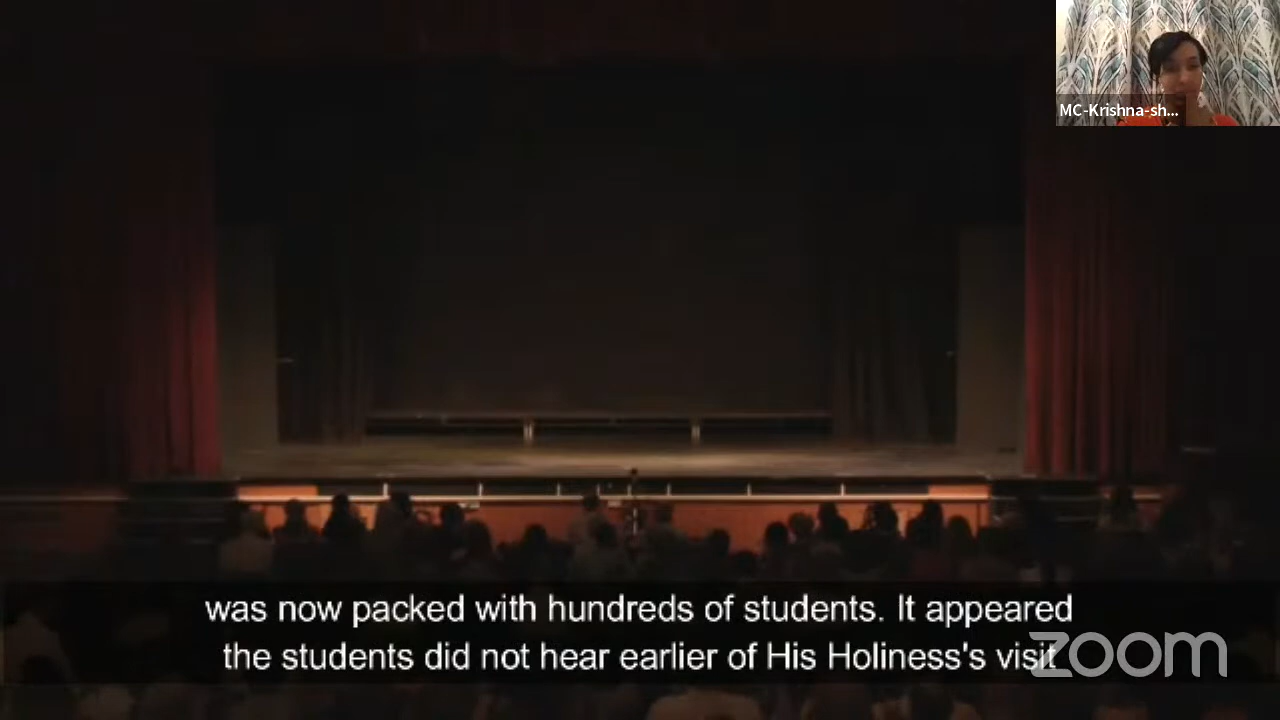 MC-Krishna-sh...
was now packed with hundreds of students. It appeared
the students did not hear earlier of His Holiness's visit
zoom